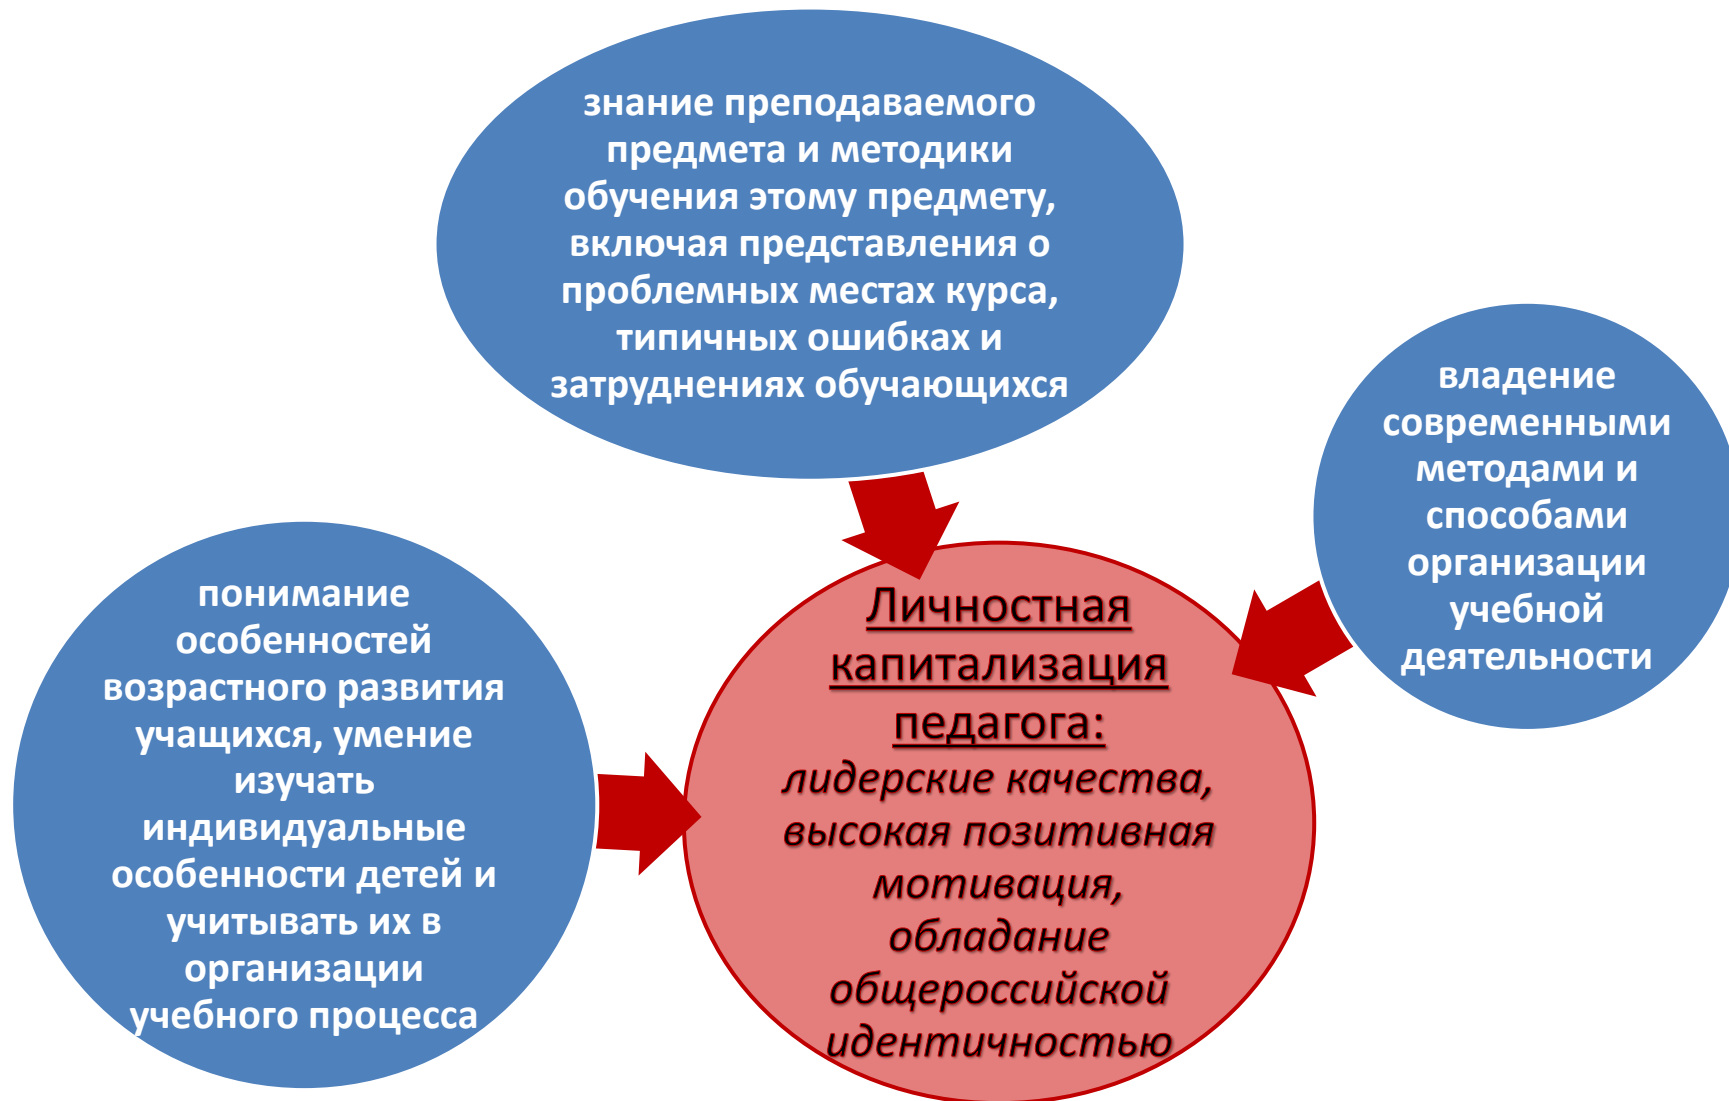 знание преподаваемого
предмета и методики
обучения этому предмету,
включая представления о
проблемных местах курса,
типичных ошибках и
затруднениях обучающихся
владение
современными
методами и
способами
организации
учебной
деятельности
понимание
особенностей
возрастного развития
учащихся, умение
изучать
индивидуальные
особенности детей и
учитывать их в
организации
учебного процесса
Личностная
капитализация
педагога:
лидерские качества,
высокая позитивная
мотивация,
обладание
общероссийской
идентичностью